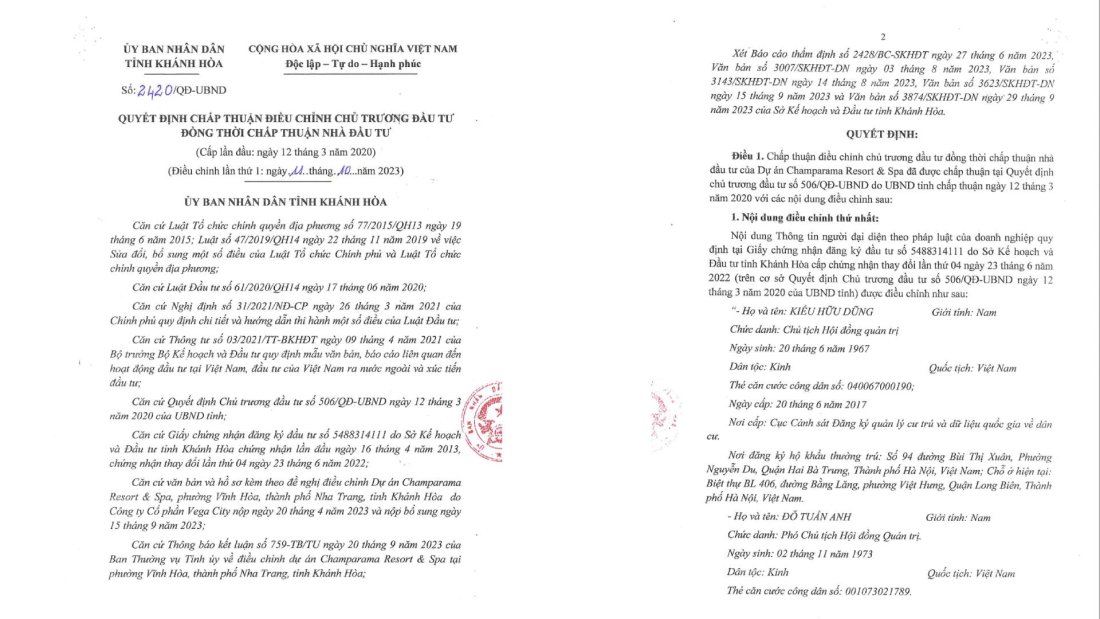 ỦY BAN NHÂN DÂN
TỈNH KHÁNH HÒA
CỘNG HÒA XÃ HỘI CHỦ NGHĨA VIỆT NAM
Độc lập – Tự do – Hạnh phúc
Số: 2420/QĐ-UBND
QUYẾT ĐỊNH CHẤP THUẬN ĐIỀU CHỈNH CHỦ TRƯƠNG ĐẦU TƯ
ĐỒNG THỜI CHẤP THUẬN NHÀ ĐẦU TƯ
(Cấp lần đầu: ngày 12 tháng 3 năm 2020)
(Điều chỉnh lần thứ 1: ngày 11 tháng 10 năm 2023)
ỦY BAN NHÂN DÂN TỈNH KHÁNH HÒA
Căn cứ Luật Tổ chức chính quyền địa phương số 77/2015/QH13 ngày 19
tháng 6 năm 2015; Luật số 47/2019/QH14 ngày 22 tháng 11 năm 2019 về việc
Sửa đổi, bổ sung một số điều của Luật Tổ chức Chính phủ và Luật Tổ chức
chính quyền địa phương;
Căn cứ Luật Đầu tư số 61/2020/QH14 ngày 17 tháng 06 năm 2020;
Căn cứ Nghị định số 31/2021/NĐ-CP ngày 26 tháng 3 năm 2021 của
Chính phủ quy định chi tiết và hướng dẫn thi hành một số điều của Luật Đầu tư;
Căn cứ Thông tư số 03/2021/TT-BKHĐT ngày 09 tháng 4 năm 2021 của
Bộ trưởng Bộ Kế hoạch và Đầu tư quy định mẫu văn bản, báo cáo liên quan đến
hoạt động đầu tư tại Việt Nam, đầu tư của Việt Nam ra nước ngoài và xúc tiến
đầu tư;
Căn cứ Quyết định Chủ trương đầu tư số 506/QĐ-UBND ngày 12 tháng 3
năm 2020 của UBND tỉnh;
Căn cứ Giấy chứng nhận đăng ký đầu tư số 5488314111 do Sở Kế hoạch
và Đầu tư tỉnh Khánh Hòa chứng nhận lần đầu ngày 16 tháng 4 năm 2013,
chứng nhận thay đổi lần thứ 04 ngày 23 tháng 6 năm 2022;
Căn cứ văn bản và hồ sơ kèm theo đề nghị điều chỉnh Dự án Champarama
Resort & Spa, phường Vĩnh Hòa, thành phố Nha Trang, tỉnh Khánh Hòa do
Công ty Cổ phần Vega City nộp ngày 20 tháng 4 năm 2023 và nộp bổ sung ngày
15 tháng 9 năm 2023;
Căn cứ Thông báo kết luận số 759-TB/TU ngày 20 tháng 9 năm 2023 của
Ban Thường vụ Tỉnh ủy về điều chỉnh dự án Champarama Resort & Spa tại
phường Vĩnh Hòa, thành phố Nha Trang, tỉnh Khánh Hòa;
2
Xét Báo cáo thẩm định số 2428/BC-SKHĐT ngày 27 tháng 6 năm 2023,
Văn bản số 3007/SKHĐT-DN ngày 03 tháng 8 năm 2023, Văn bản số
3143/SKHĐT-DN ngày 14 tháng 8 năm 2023, Văn bản số 3623/SKHĐT-DN
ngày 15 tháng 9 năm 2023 và Văn bản số 3874/SKHĐT-DN ngày 29 tháng 9
năm 2023 của Sở Kế hoạch và Đầu tư tỉnh Khánh Hòa.
QUYẾT ĐỊNH:
Điều 1. Chấp thuận điều chỉnh chủ trương đầu tư đồng thời chấp thuận nhà
đầu tư của Dự án Champarama Resort & Spa đã được chấp thuận tại Quyết định
chủ trương đầu tư số 506/QĐ-UBND do UBND tỉnh chấp thuận ngày 12 tháng 3
năm 2020 với các nội dung điều chỉnh sau:
1. Nội dung điều chỉnh thứ nhất:
Nội dung Thông tin người đại diện theo pháp luật của doanh nghiệp quy
định tại Giấy chứng nhận đăng ký đầu tư số 5488314111 do Sở Kế hoạch và
Đầu tư tỉnh Khánh Hòa cấp chứng nhận thay đổi lần thứ 04 ngày 23 tháng 6 năm
2022 (trên cơ sở Quyết định Chủ trương đầu tư số 506/QĐ-UBND ngày 12
tháng 3 năm 2020 của UBND tỉnh) được điều chỉnh như sau:
"- Họ và tên: KIỀU HỮU DŨNG Giới tính: Nam
Chức danh: Chủ tịch Hội đồng quản trị
Ngày sinh: 20 tháng 6 năm 1967
Dân tộc: Kinh Quốc tịch: Việt Nam
Thẻ căn cước công dân số: 040067000190;
Ngày cấp: 20 tháng 6 năm 2017
Nơi cấp: Cục Cảnh sát Đăng ký quản lý cư trú và dữ liệu quốc gia về dân
cư.
Nơi đăng ký hộ khẩu thường trú: Số 94 đường Bùi Thị Xuân, Phường
Nguyễn Du, Quận Hai Bà Trưng, Thành phố Hà Nội, Việt Nam; Chỗ ở hiện tại:
Biệt thự BL 406, đường Bằng Lăng, phường Việt Hưng, Quận Long Biên, Thành
phố Hà Nội, Việt Nam.
- Họ và tên: ĐỖ TUẤN ANH Giới tính: Nam
Chức danh: Phó Chủ tịch Hội đồng Quản trị.
Ngày sinh: 02 tháng 11 năm 1973
Dân tộc: Kinh Quốc tịch: Việt Nam
Thẻ căn cước công dân số: 001073021789.